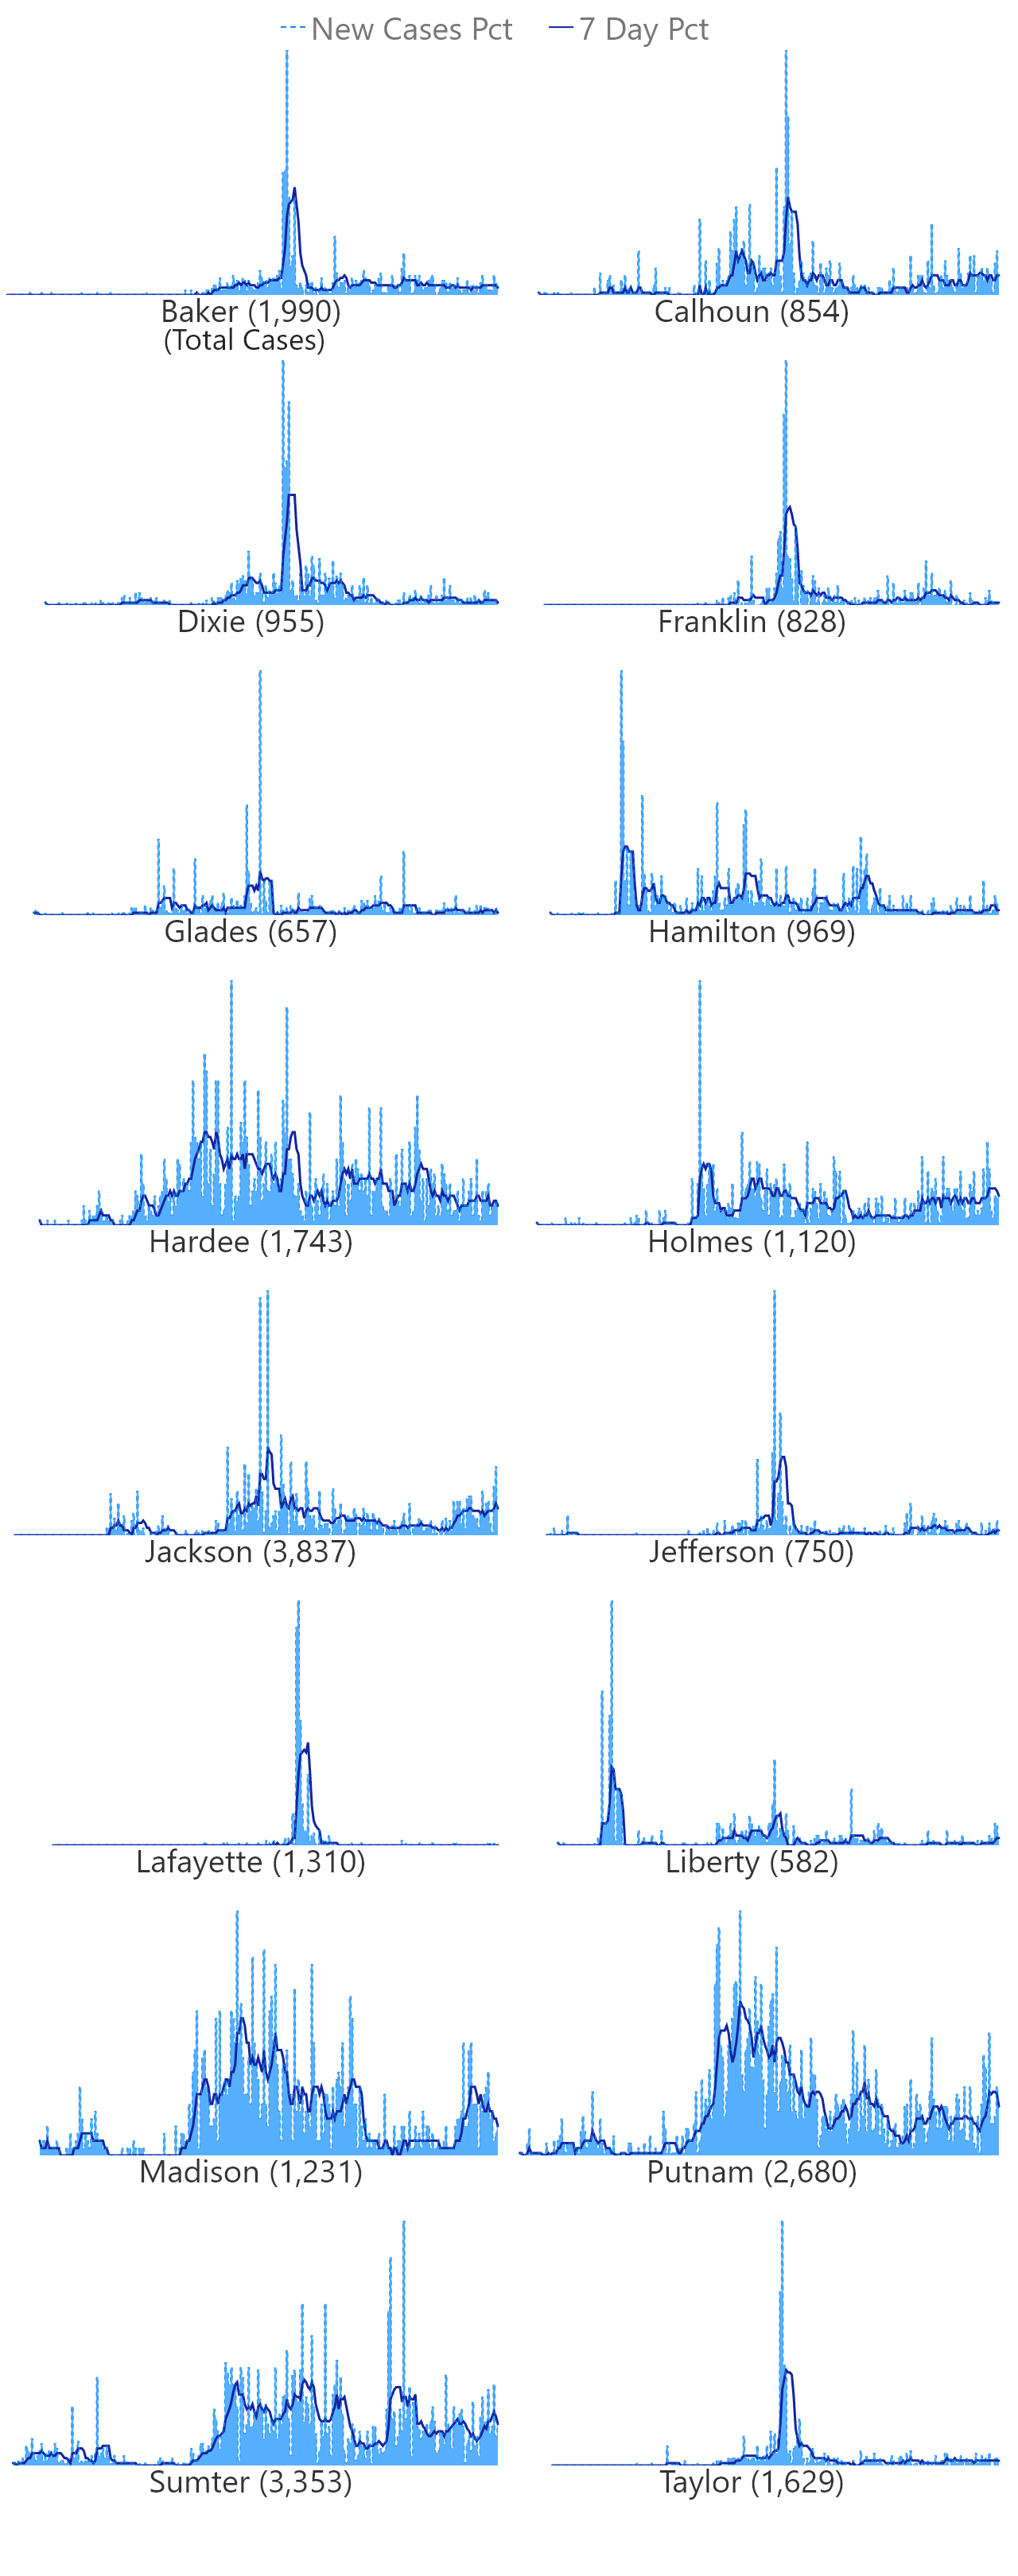 New Cases Pct 7 Day Pct
Baker (1,990)
(Total Cases)
Calhoun (854)
Dixie (955)
Franklin (828)
Glades (657)
Hamilton (969)
Hardee (1,743)
Holmes (1,120)
Jackson (3,837)
Jefferson (750)
Lafayette (1,310)
Liberty (582)
Madison (1,231)
Putnam (2,680)
Sumter (3,353)
Taylor (1,629)